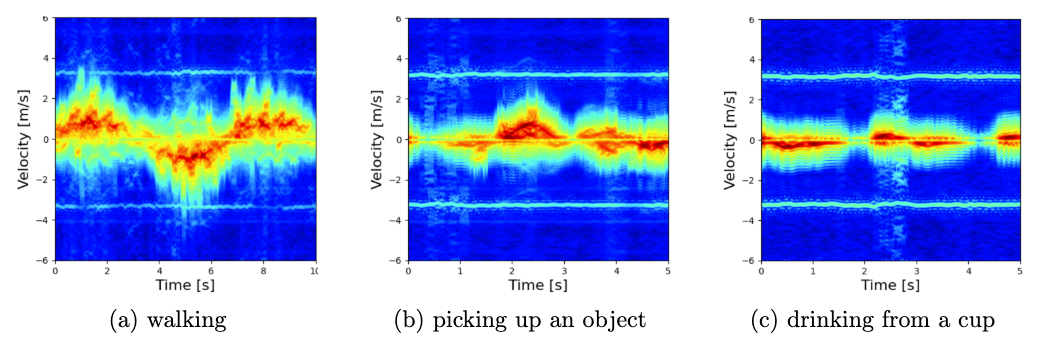 6
4
2
0
−2
−4
−6
Velocity [m/s]
0 2 4 6 8 10
Time [s]
(a) walking
6
4
2
0
−2
−4
−6
Velocity [m/s]
0 1 2 3 4 5
Time [s]
(b) picking up an object
6
4
2
0
−2
−4
−6
Velocity [m/s]
0 1 2 3 4 5
Time [s]
(c) drinking from a cup